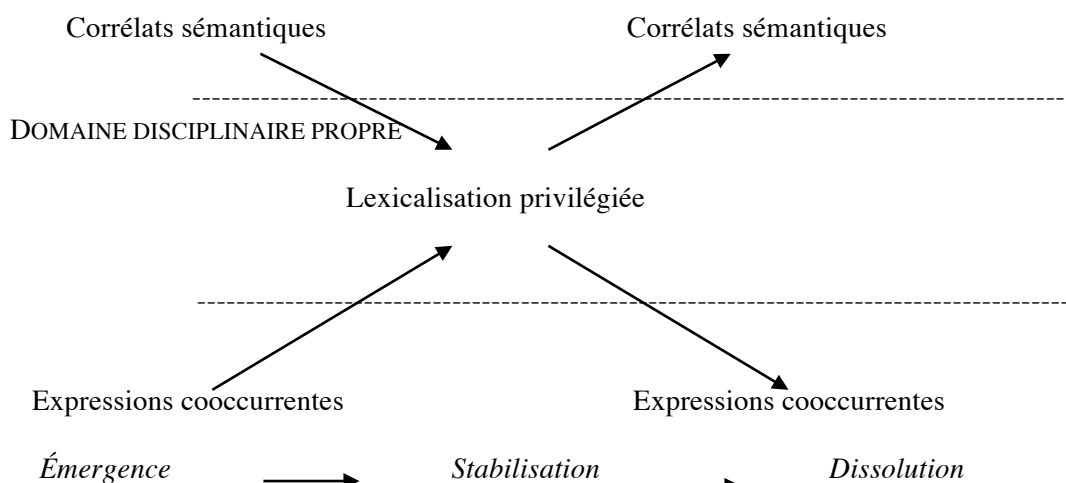 Corrélats sémantiques Corrélats sémantiques
DOMAINE DISCIPLINAIRE PROPRE
Lexicalisation privilégiée
Expressions cooccurrentes Expressions cooccurrentes
Émergence Stabilisation Dissolution